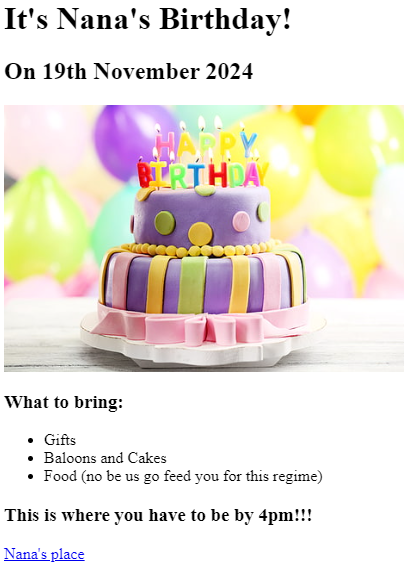 It's Nana's Birthday!
On 19th November 2024
HAPPY
BIRTHDAY
What to bring:
Gifts
Baloons and Cakes
Food (no be us go feed you for this regime)
This is where you have to be by 4pm!!!
Nana's place